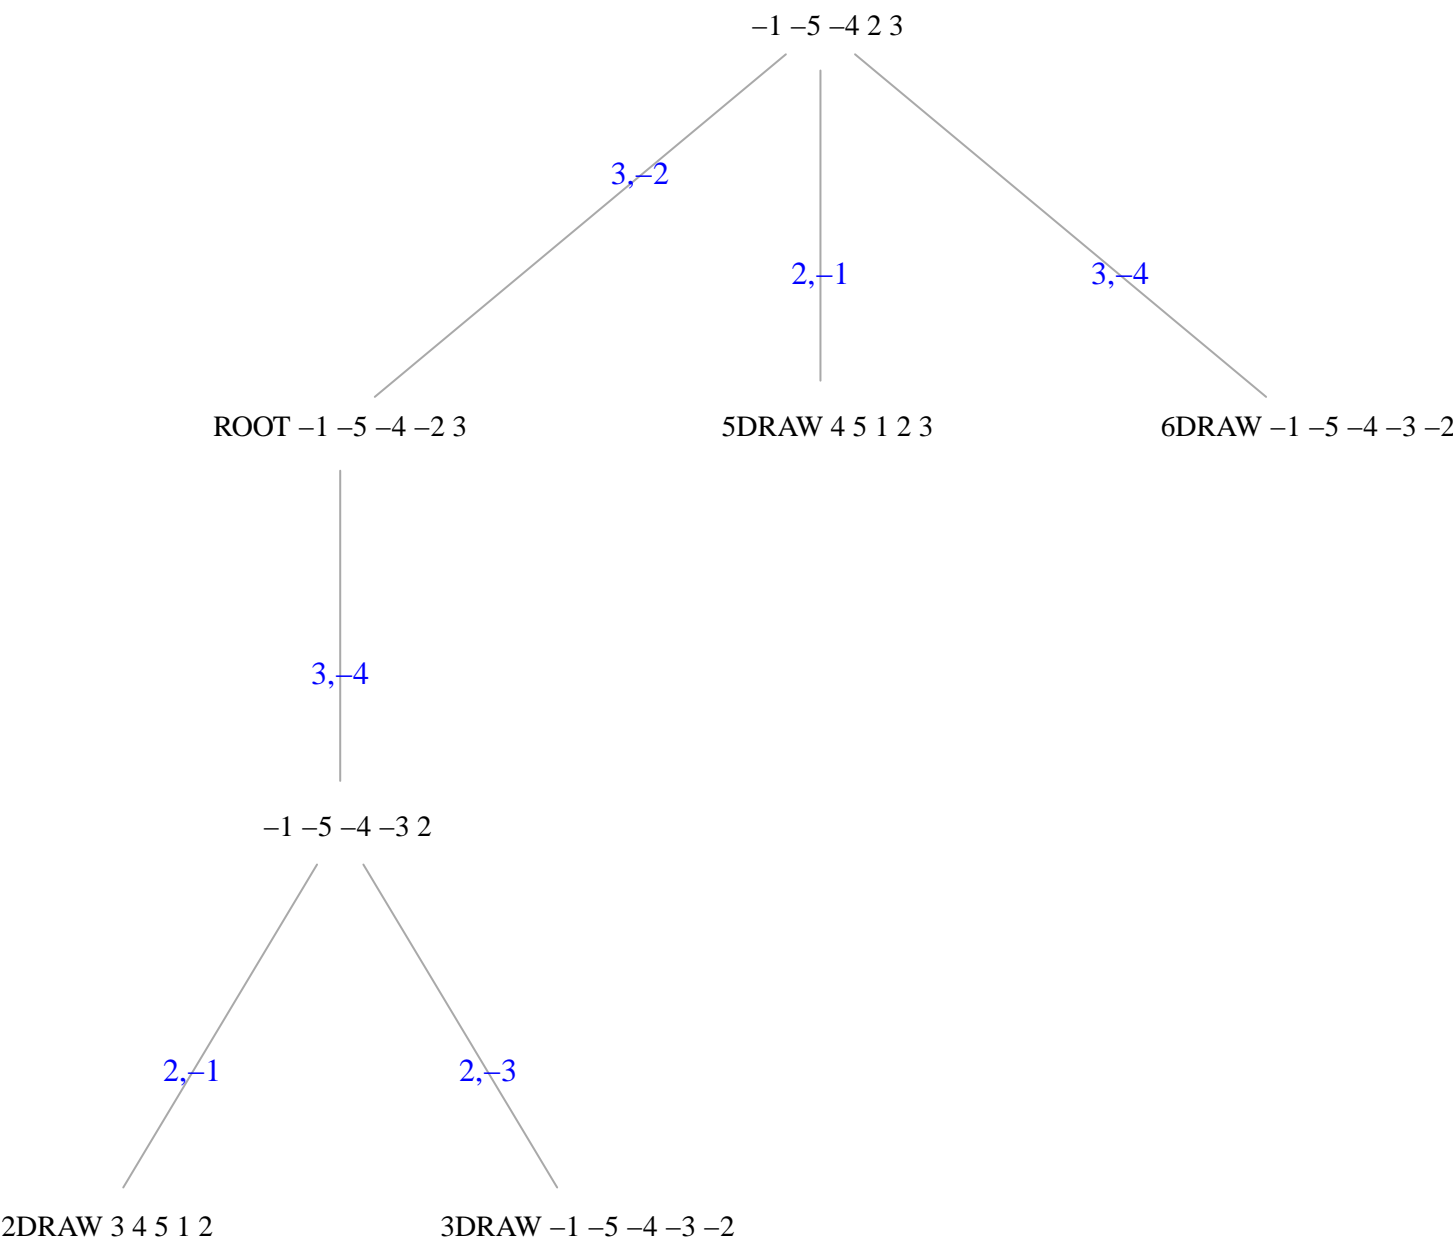 –1 –5 –4 2 3
3,–2
2,–1
3,–4
ROOT –1 –5 –4 –2 3
5DRAW 4 5 1 2 3
6DRAW –1 –5 –4 –3 –2
3,–4
–1 –5 –4 –3 2
2,–1
2,–3
2DRAW 3 4 5 1 2
3DRAW –1 –5 –4 –3 –2